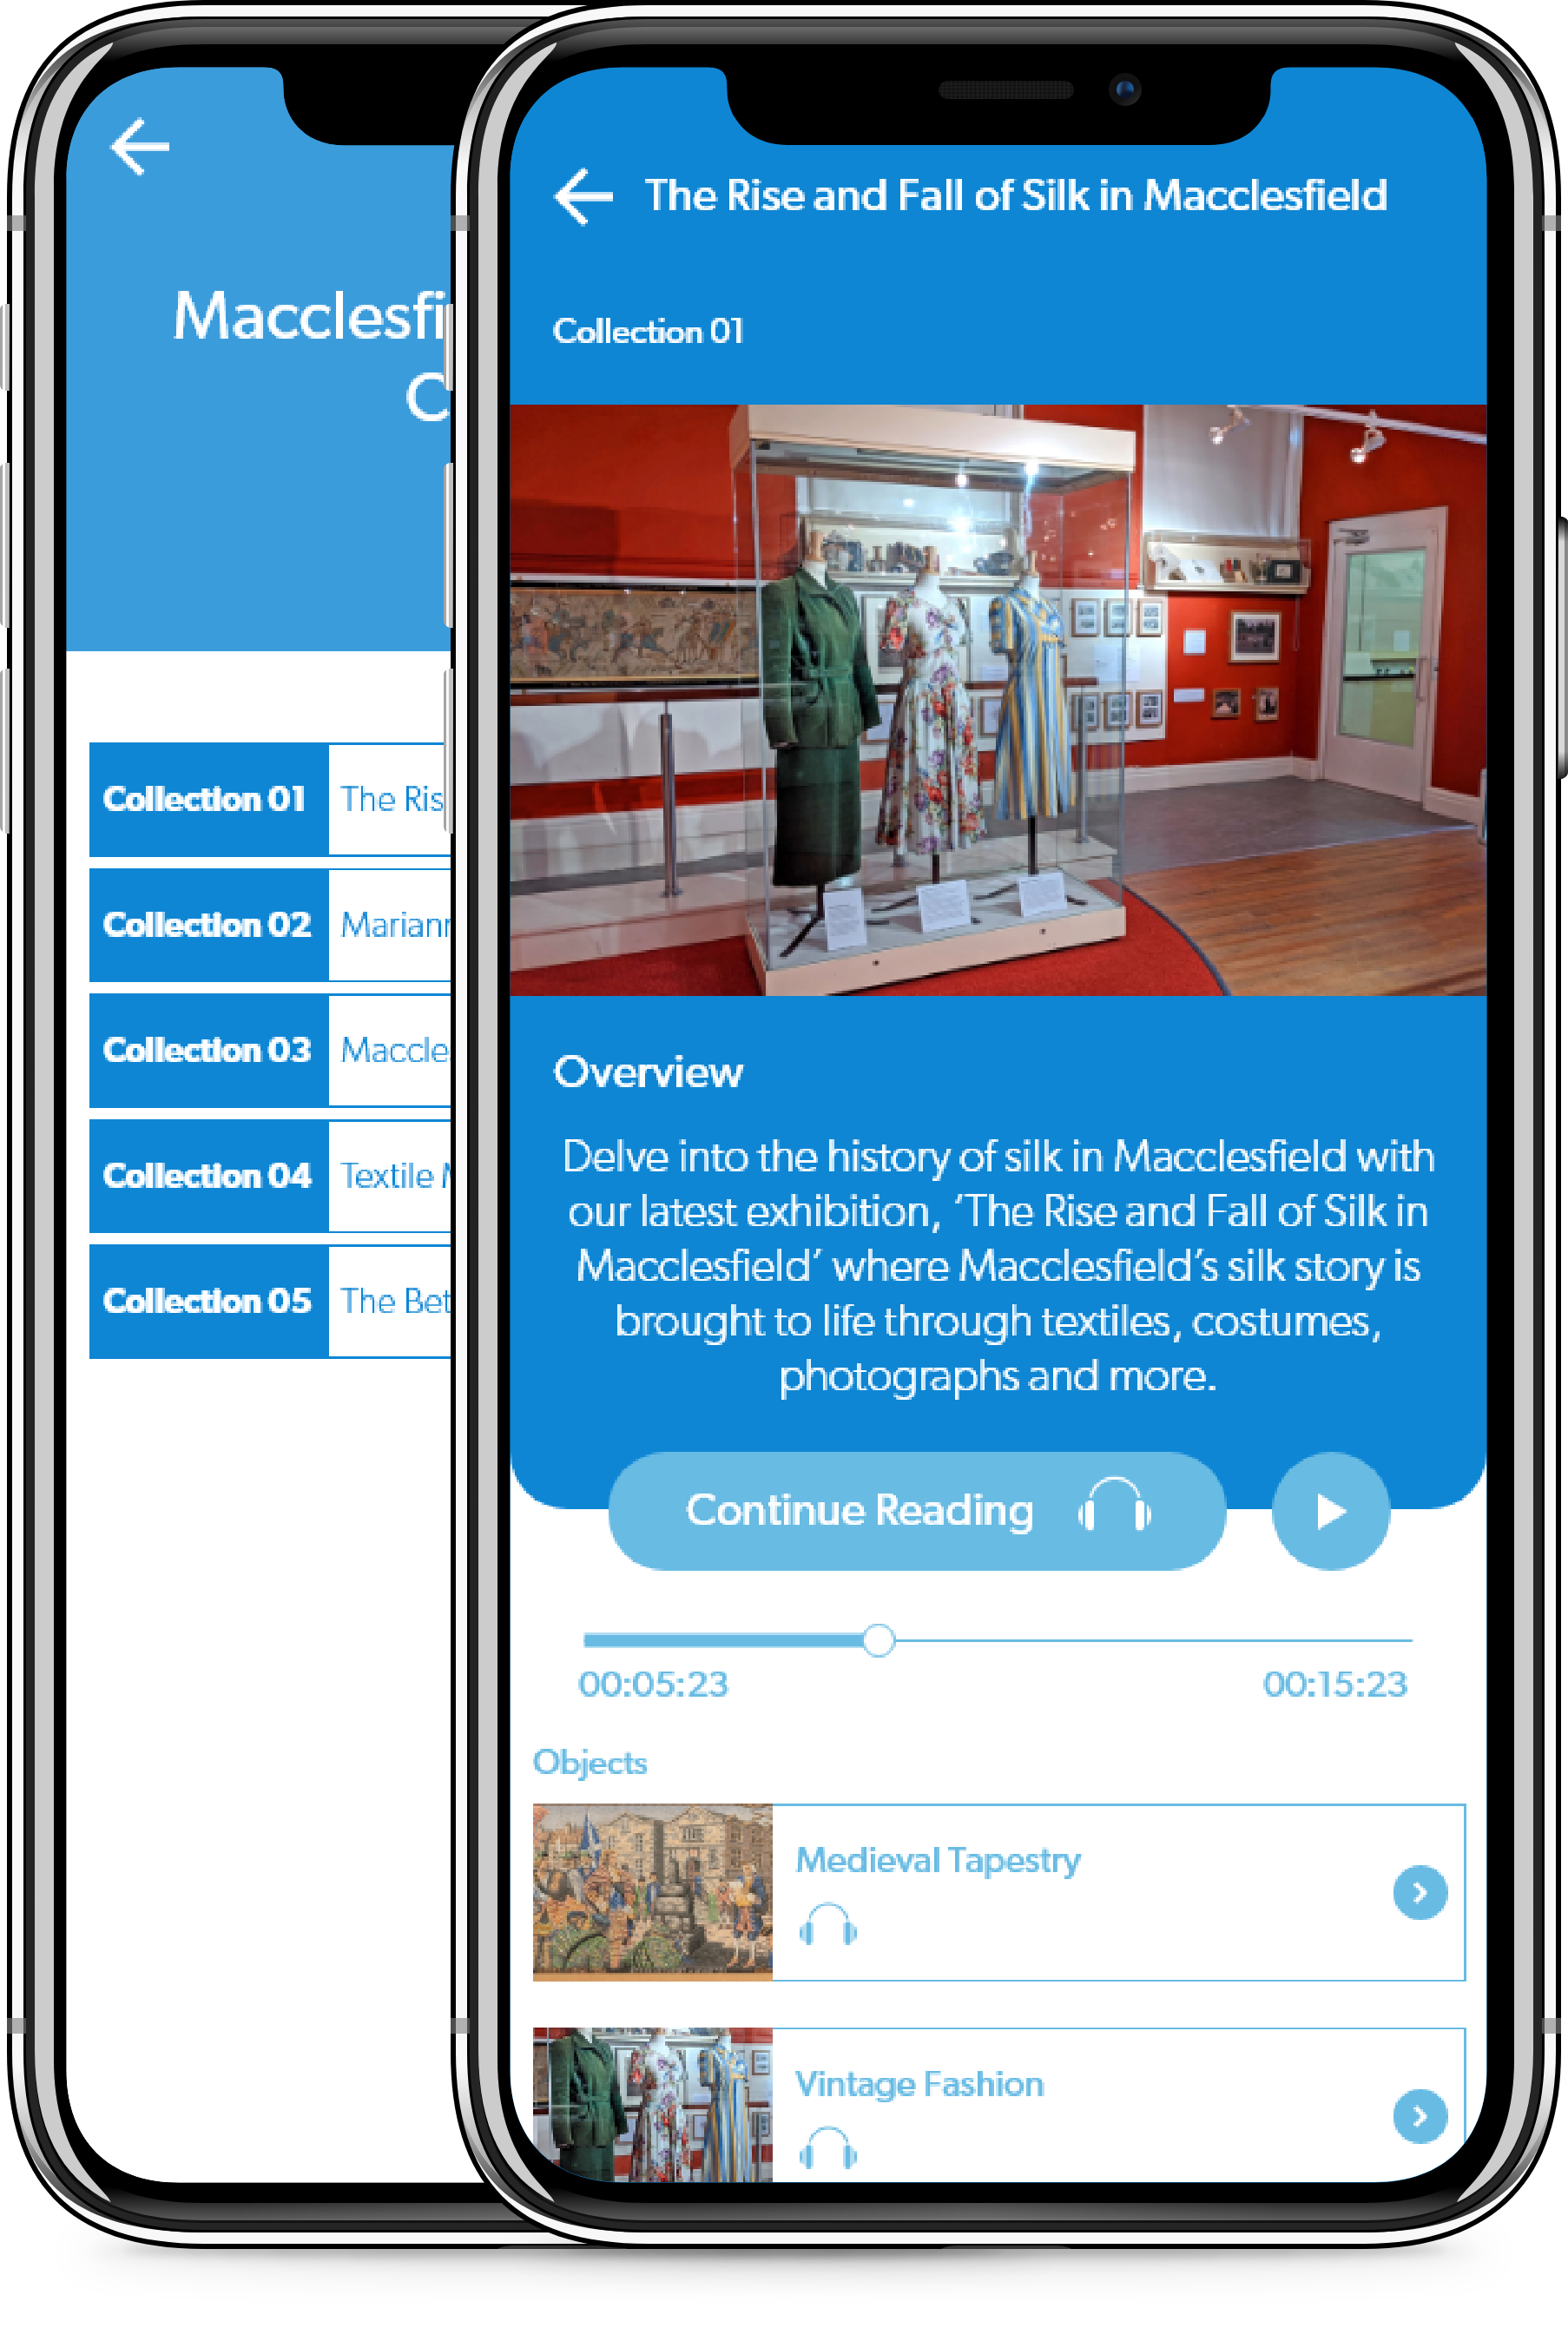 Macclesfi
C
Collection 01 The Ris
Collection 02 Mariann
Collection 03 Maccle
Collection 04 Textile
Collection 05 The Bet
The Rise and Fall of Silk in Macclesfield
Collection 01
Overview
Delve into the history of silk in Macclesfield with
our latest exhibition, ‘The Rise and Fall of Silk in
Macclesfield’ where Macclesfield’s silk story is
brought to life through textiles, costumes,
photographs and more.
Continue Reading
00:05:23 00:15:23
Objects
Medieval Tapestry
Vintage Fashion